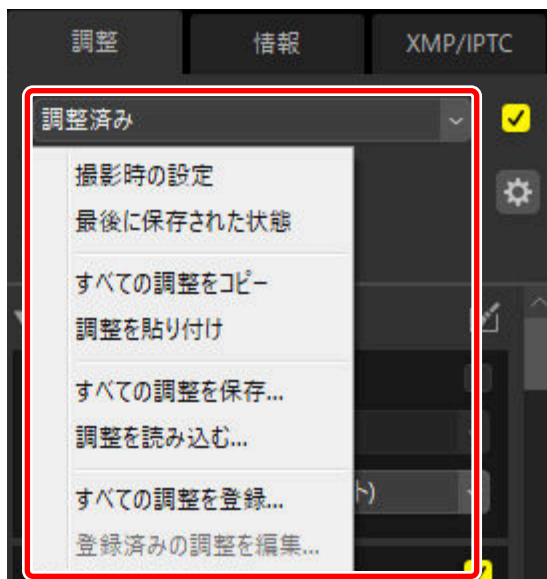 調整 情報 XMP/IPTC
調整済み
撮影時の設定
最後に保存された状態
すべての調整をコピー
調整を貼り付け
すべての調整を保存...
調整を読み込む...
すべての調整を登録...
登録済みの調整を編集...
ト)